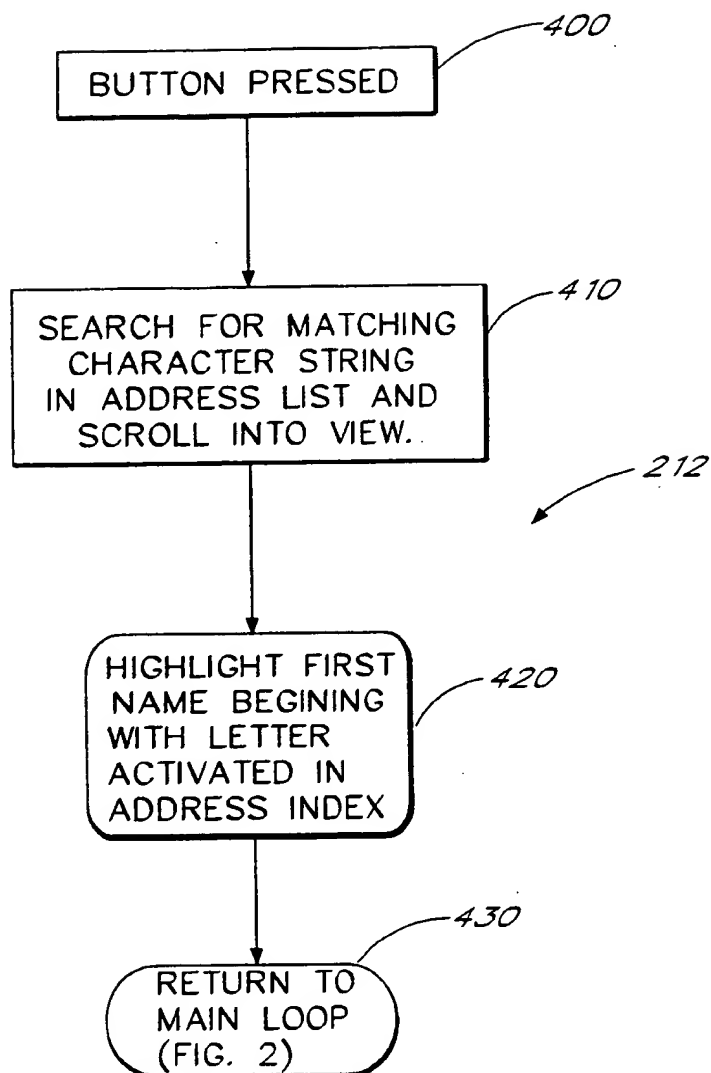 400
BUTTON PRESSED
410
SEARCH FOR MATCHING
CHARACTER STRING
IN ADDRESS LIST AND
SCROLL INTO VIEW.
212
HIGHLIGHT FIRST
NAME BEGINING
WITH LETTER
ACTIVATED IN
ADDRESS INDEX
420
430
RETURN TO
MAIN LOOP
(FIG. 2)